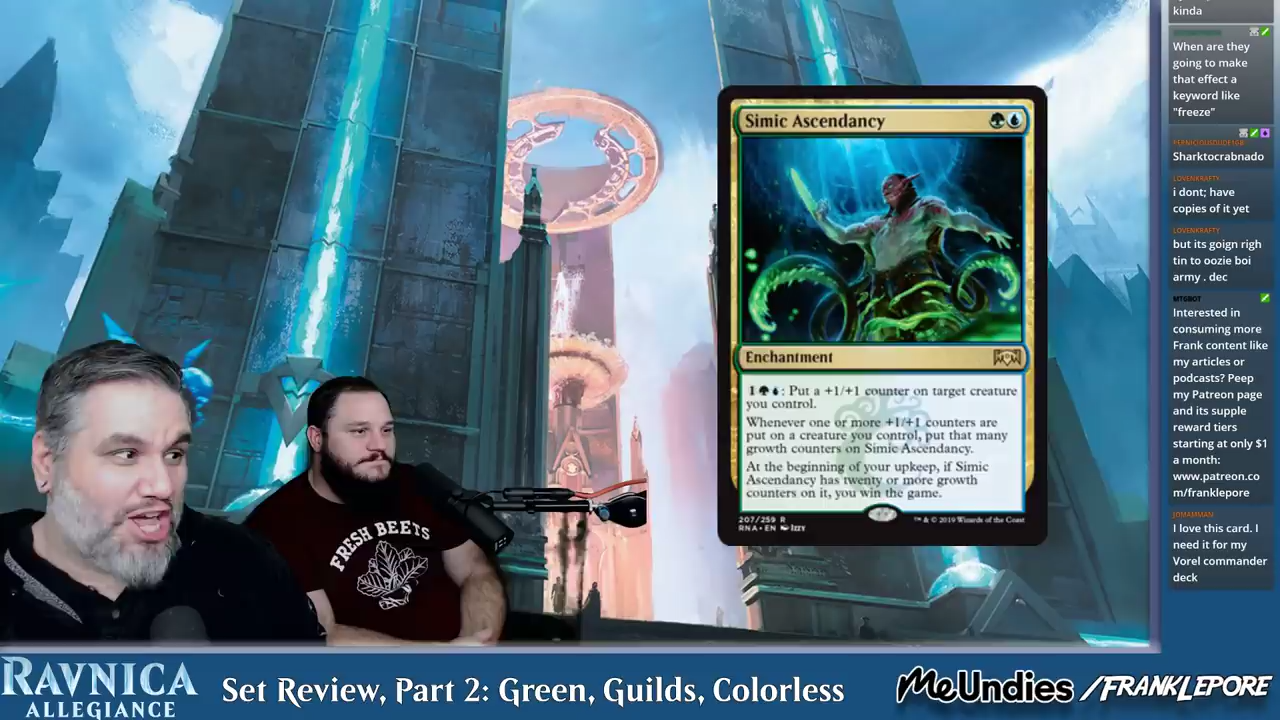 Simic Ascendancy
Enchantment
1: Put a +1/+1 counter on target creature
you control.
Whenever one or more +1/+1 counters are
put on a creature you control, put that many
growth counters on Simic Ascendancy.
At the beginning of your upkeep, if Simic
Ascendancy has twenty or more growth
counters on it, you win the game.
207/259 R
RNA • EN Izzy
™ & © 2019 Wizards of the Coast
FRESH BEETS
kinda
When are they
going to make
that effect a
keyword like
"freeze"
Sharktocrabnado
LOVENKRAFTY
i dont; have
copies of it yet
LOVENKRAFTY
but its goign righ
tin to oozie boi
army . dec
MTGBOT
Interested in
consuming more
Frank content like
my articles or
podcasts? Peep
my Patreon page
and its supple
reward tiers
starting at only $1
a month:
www.patreon.co
m/franklepore
JOMAMMAN
I love this card. I
need it for my
Vorel commander
deck
RAVNICA
ALLEGIANCE
Set Review, Part 2: Green, Guilds, Colorless
MeUndies /FRANKLEPORE